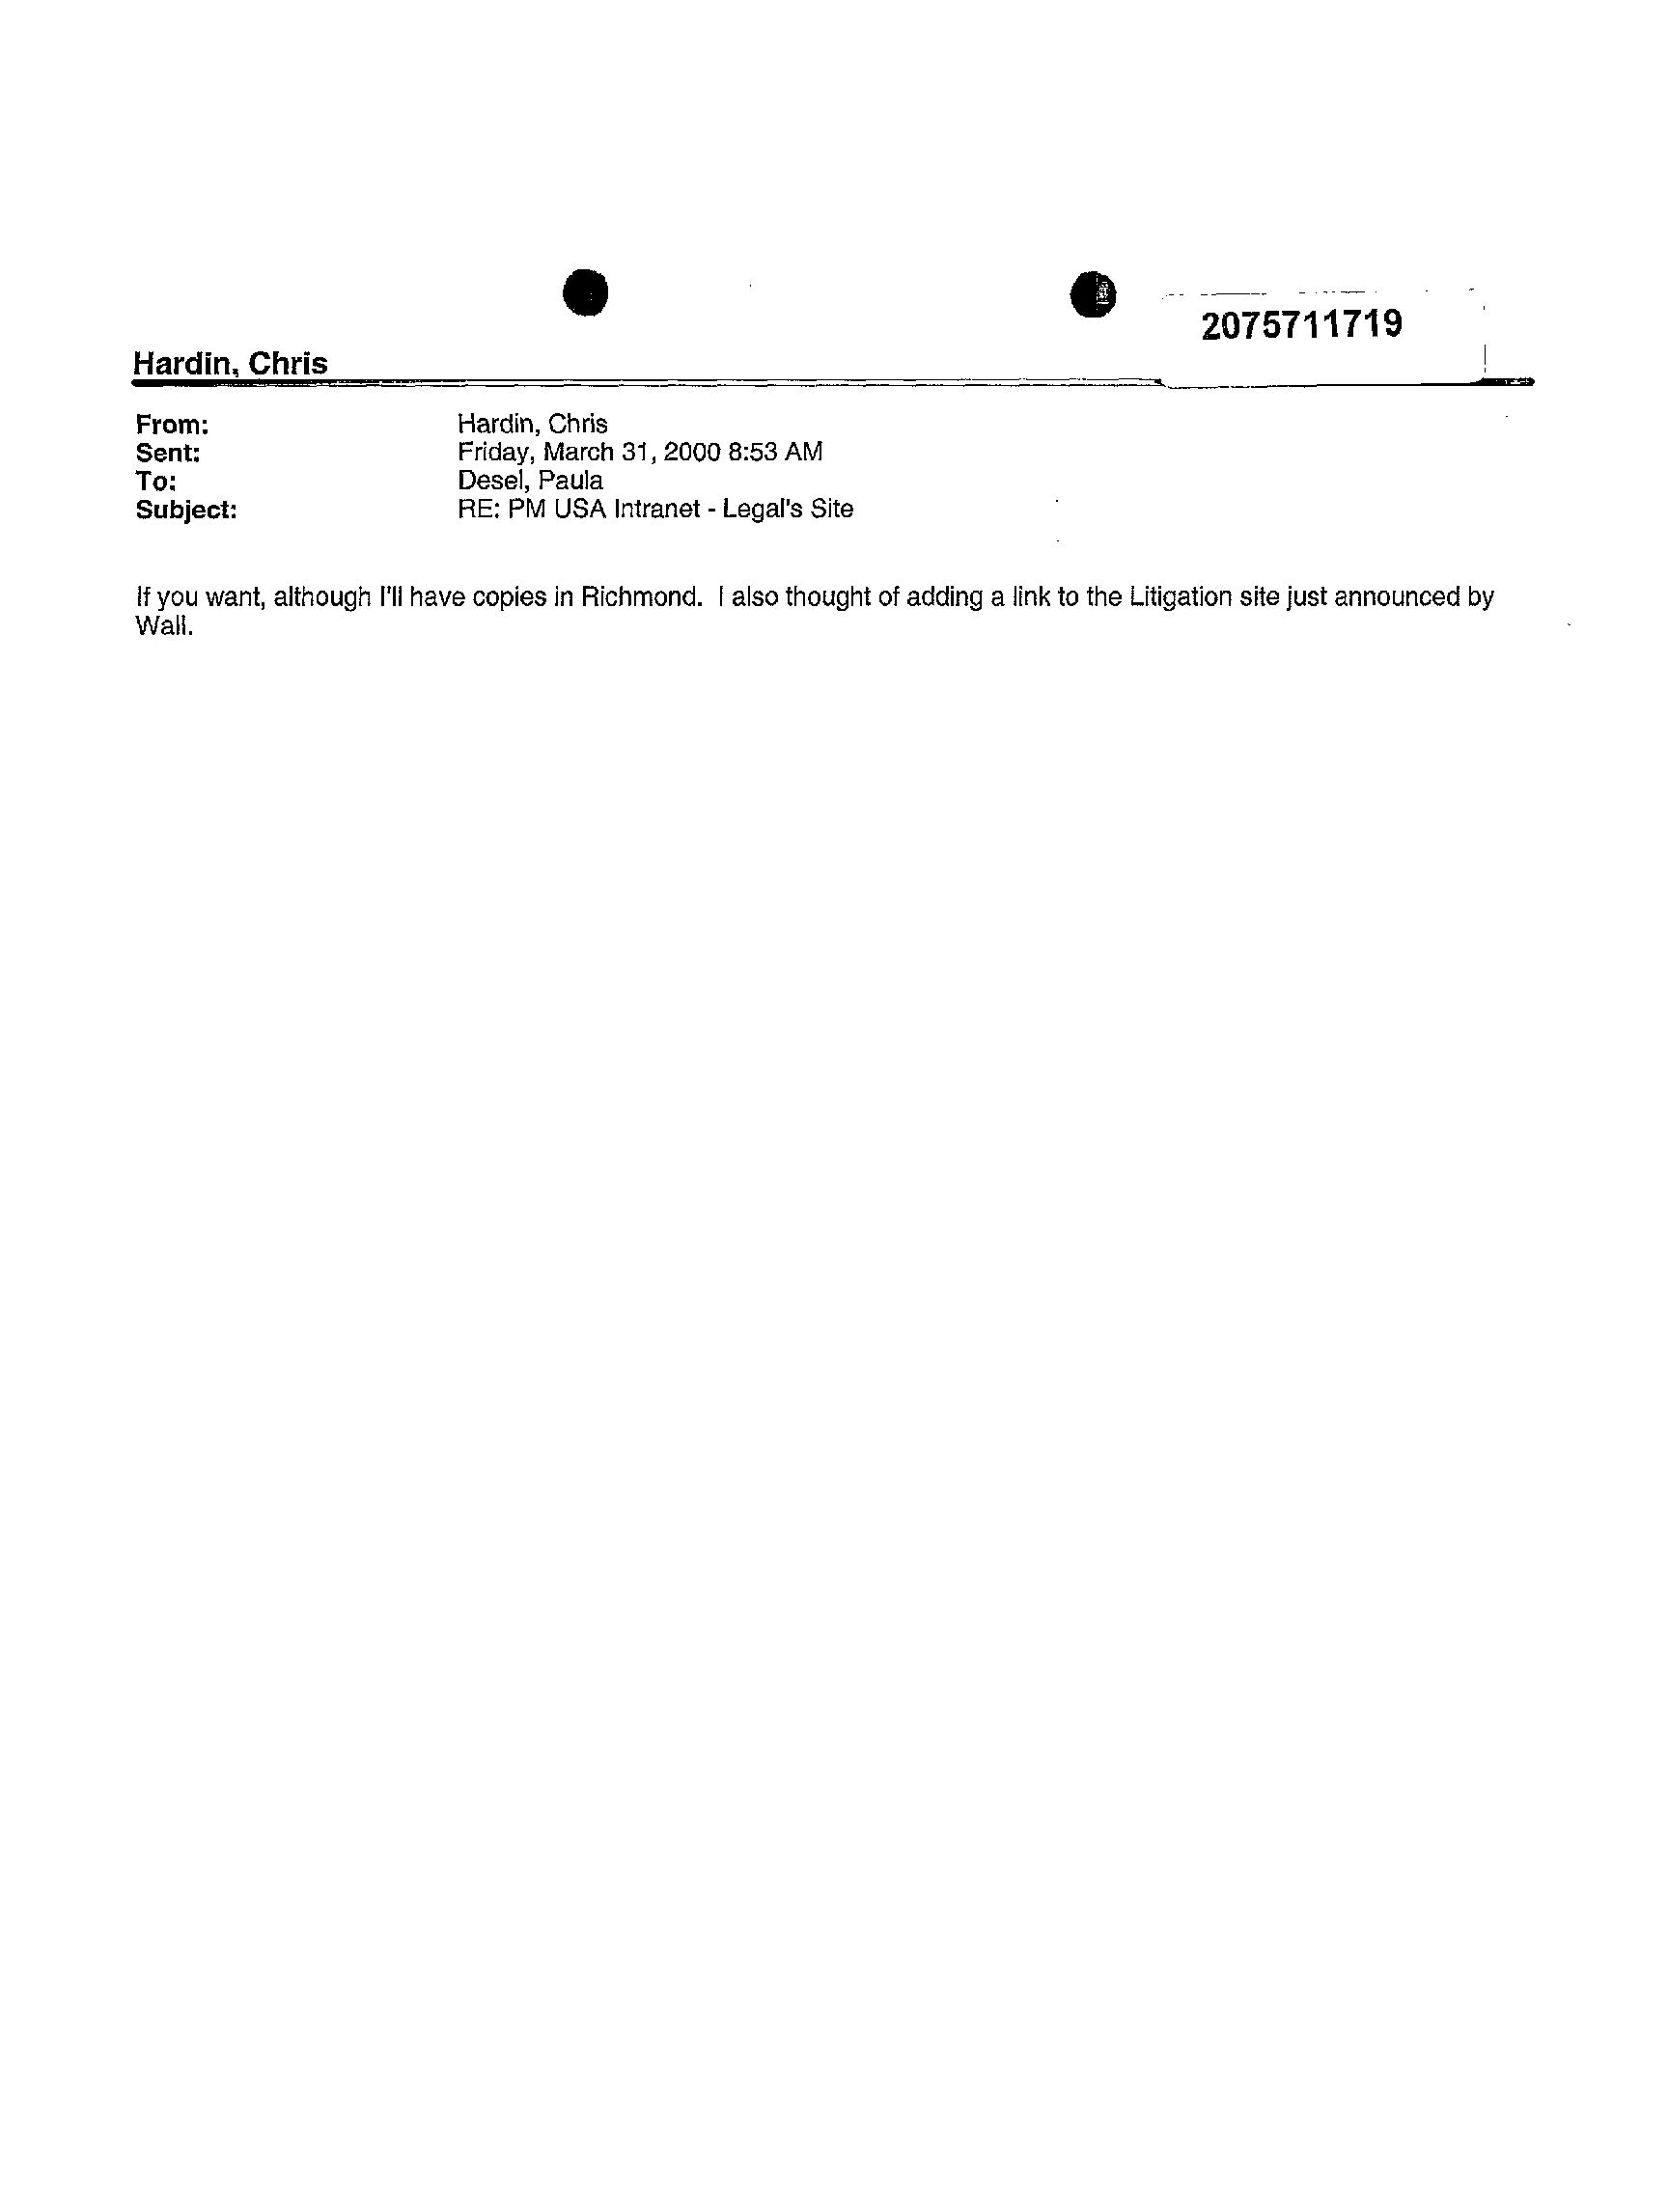 2075711719
Hardin, Chris
From: Hardin, Chris
Sent: Friday, March 31, 2000 8:53 AM
To: Desel, Paula
Subject: RE: PM USA Intranet - Legal's Site
If you want, although I'll have copies in Richmond.  I also thought of adding a link to the Litigation site just announced by
Wall.